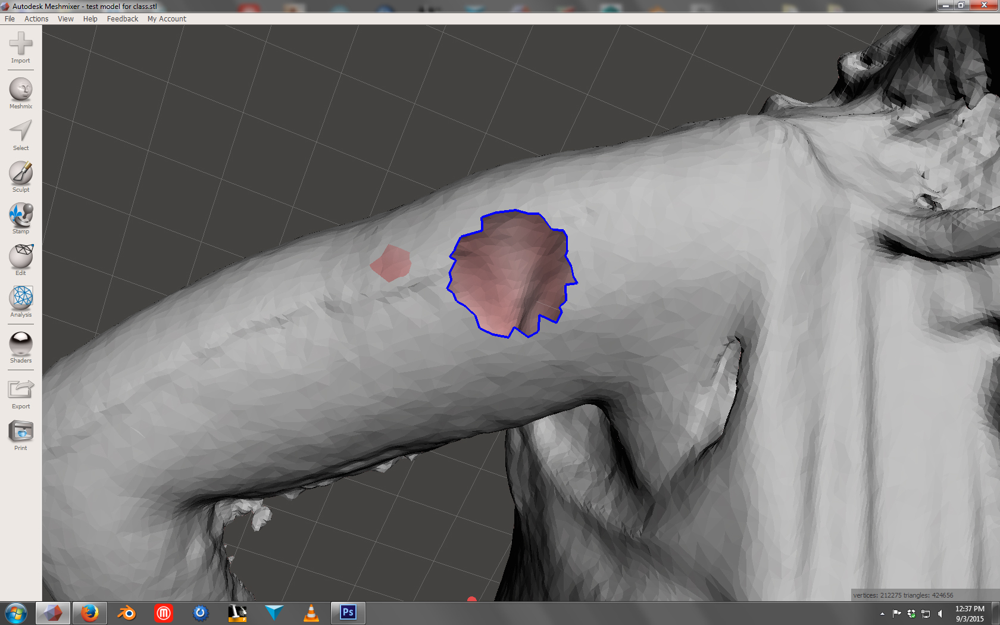 Autodesk Meshmixer - test model for class.stl
File Actions View Help Feedback My Account
Import
Meshmix
Select
Sculpt
Stamp
Edit
Analysis
Shaders
Export
Print
vertices: 212275 triangles: 424656
Ps
12:37 PM
9/3/2015